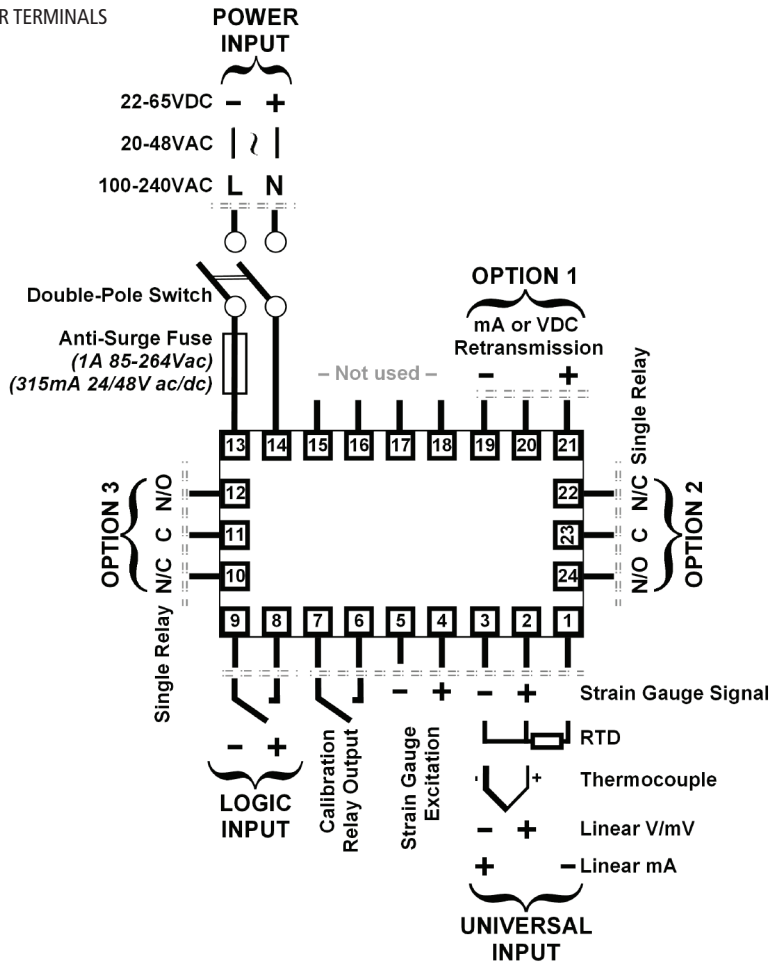 R TERMINALS
POWER
INPUT
22-65VDC − +
20-48VAC | ~ |
100-240VAC L N
Double-Pole Switch
Anti-Surge Fuse
(1A 85-264Vac)
(315mA 24/48V ac/dc)
– Not used –
OPTION 1
mA or VDC
Retransmission
− +
Single Relay
13 14 15 16 17 18 19 20 21
OPTION 3
N/O 12
C 11
N/C 10
Single Relay
22 N/C
23 C
24 N/O
OPTION 2
9 8 7 6 5 4 3 2 1
− +
LOGIC
INPUT
Calibration
Relay Output
− +
Strain Gauge
Excitation
− + Strain Gauge Signal
RTD
- + Thermocouple
− + Linear V/mV
+ − Linear mA
UNIVERSAL
INPUT